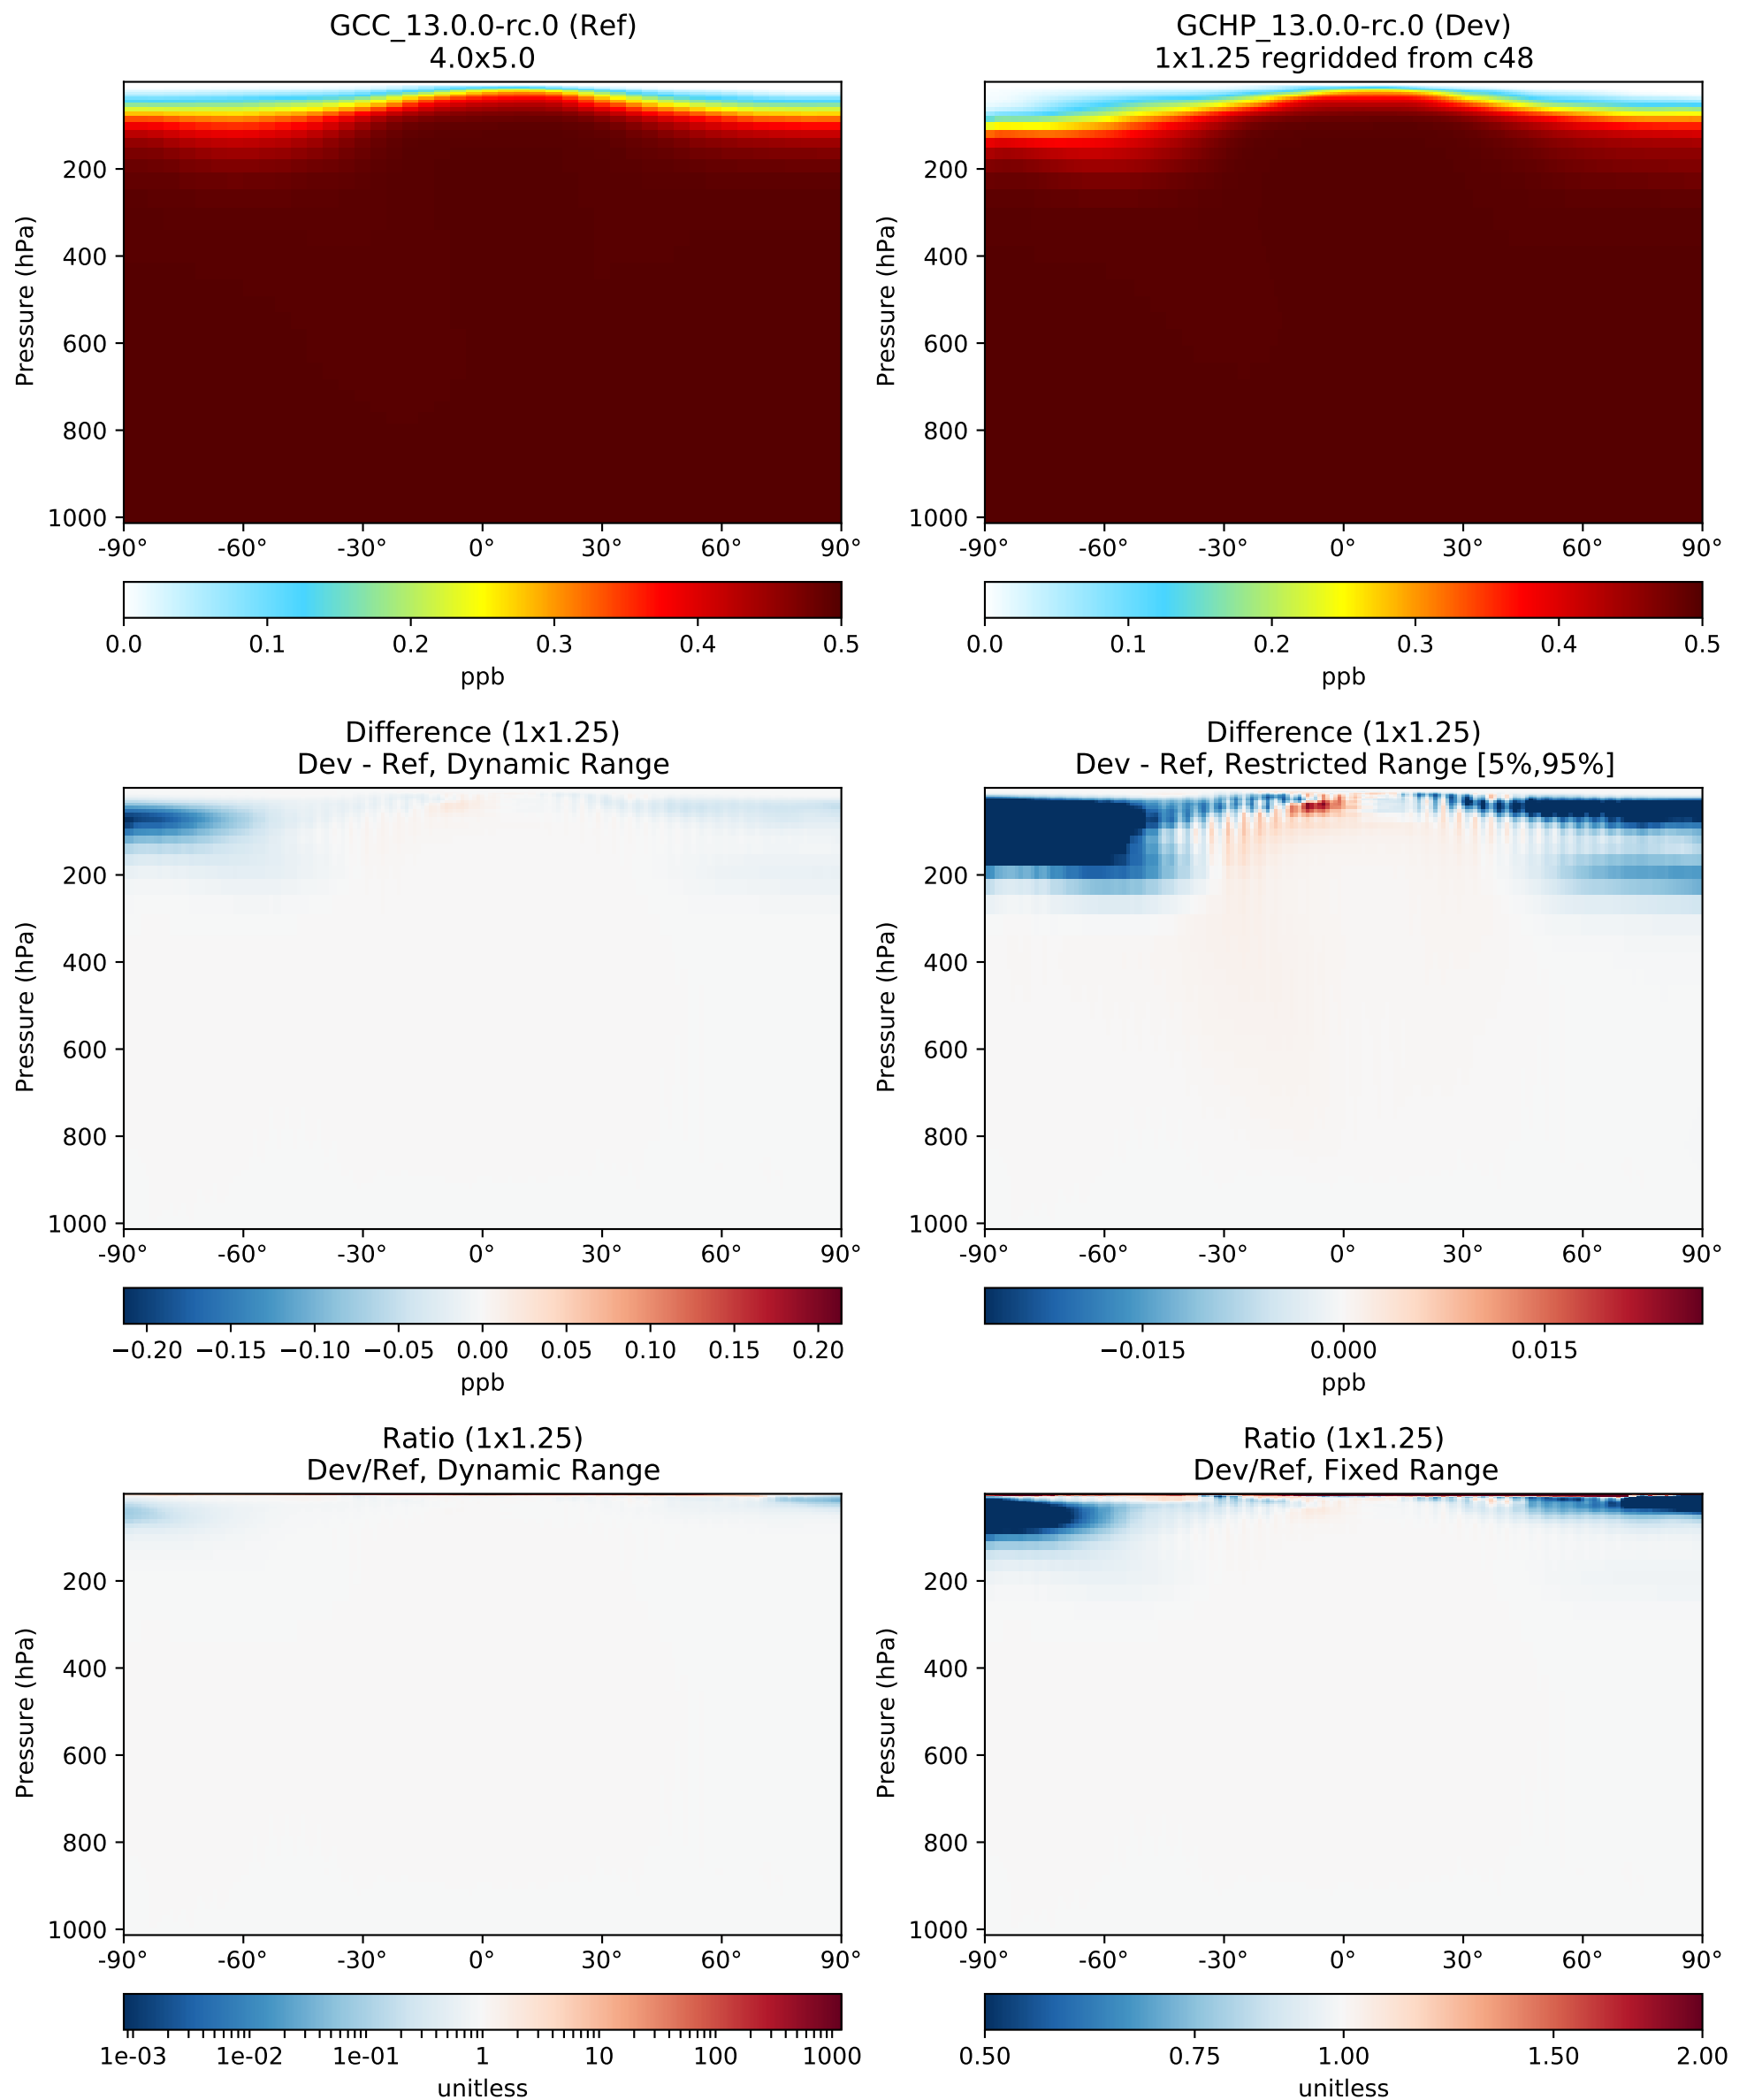 GCC_13.0.0-rc.0 (Ref)
4.0x5.0
Pressure (hPa)
200
400
600
800
1000
-90° -60° -30° 0° 30° 60° 90°
0.0 0.1 0.2 0.3 0.4 0.5
ppb
GCHP_13.0.0-rc.0 (Dev)
1x1.25 regridded from c48
Pressure (hPa)
200
400
600
800
1000
-90° -60° -30° 0° 30° 60° 90°
0.0 0.1 0.2 0.3 0.4 0.5
ppb
Difference (1x1.25)
Dev - Ref, Dynamic Range
Pressure (hPa)
200
400
600
800
1000
-90° -60° -30° 0° 30° 60° 90°
−0.20 −0.15 −0.10 −0.05 0.00 0.05 0.10 0.15 0.20
ppb
Difference (1x1.25)
Dev - Ref, Restricted Range [5%,95%]
Pressure (hPa)
200
400
600
800
1000
-90° -60° -30° 0° 30° 60° 90°
−0.015 0.000 0.015
ppb
Ratio (1x1.25)
Dev/Ref, Dynamic Range
Pressure (hPa)
200
400
600
800
1000
-90° -60° -30° 0° 30° 60° 90°
1e-03 1e-02 1e-01 1 10 100 1000
unitless
Ratio (1x1.25)
Dev/Ref, Fixed Range
Pressure (hPa)
200
400
600
800
1000
-90° -60° -30° 0° 30° 60° 90°
0.50 0.75 1.00 1.50 2.00
unitless